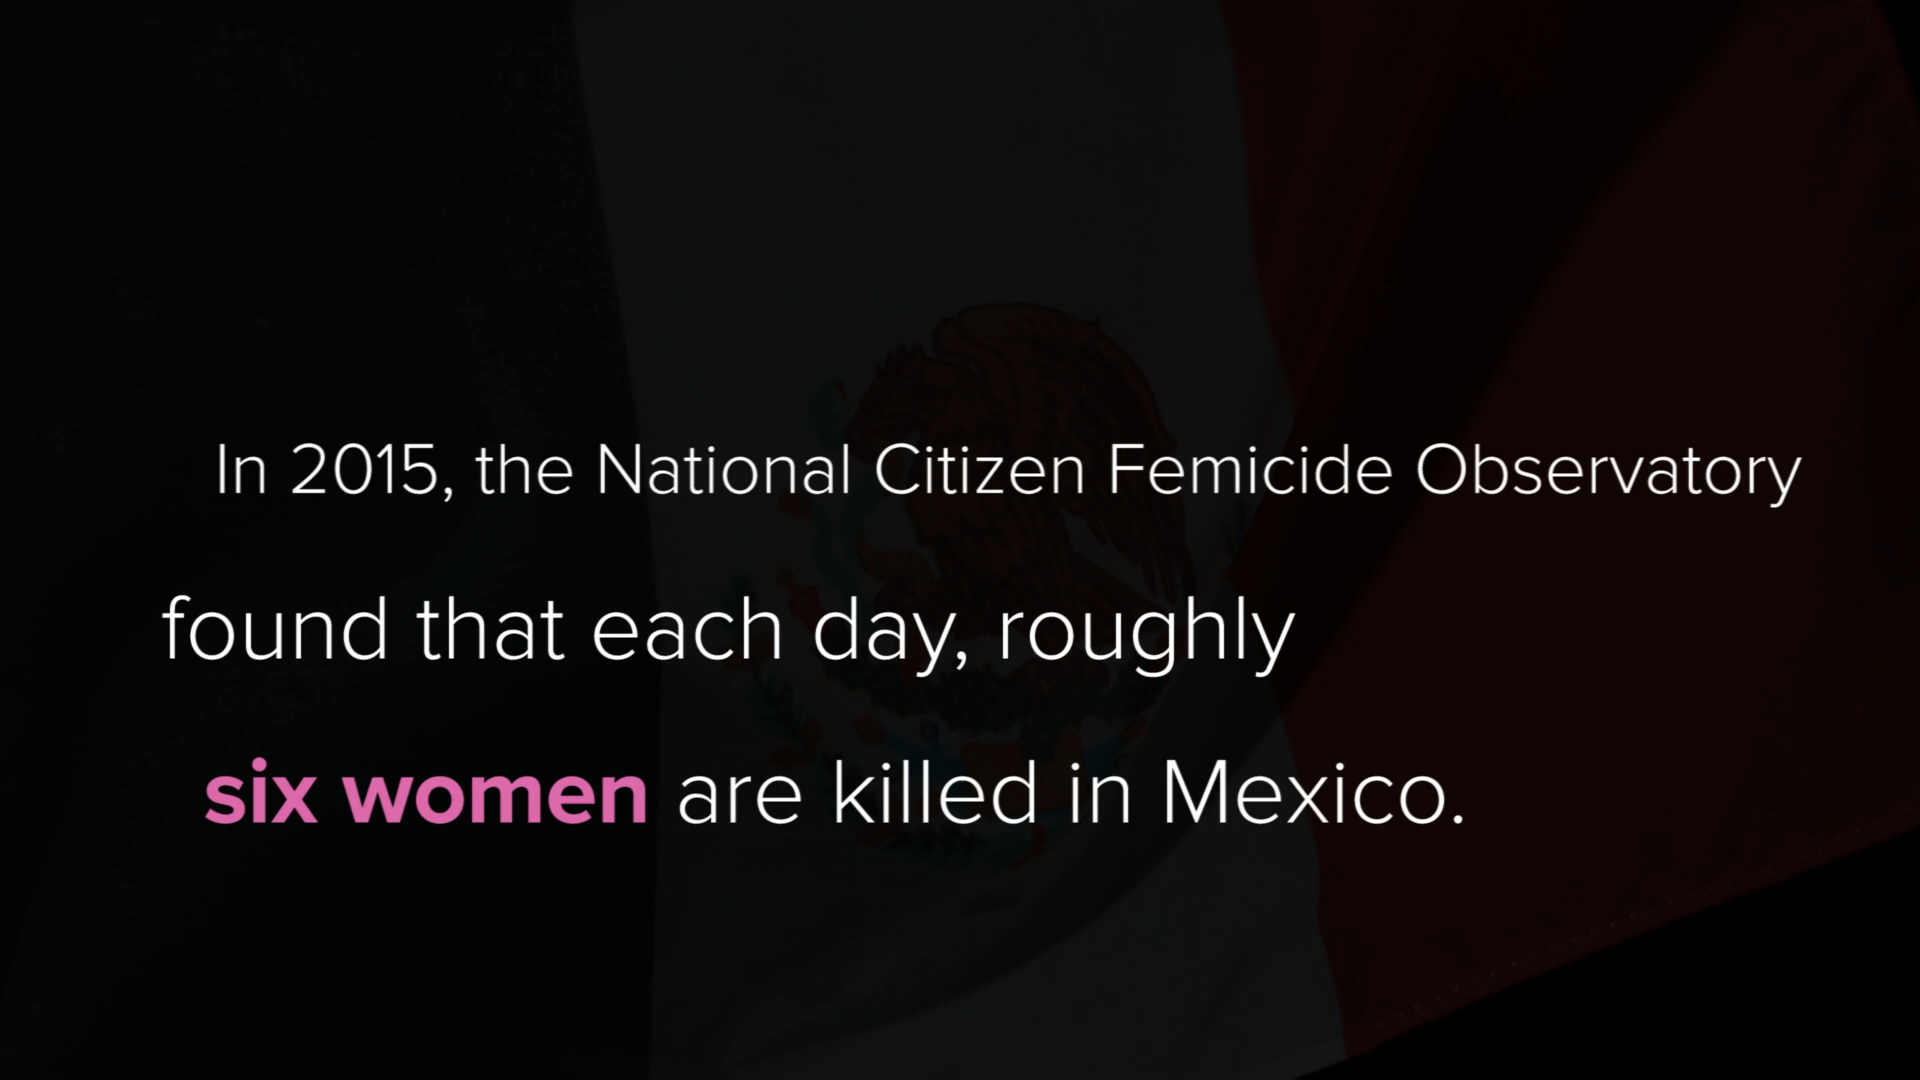 In 2015, the National Citizen Femicide Observatory
found that each day, roughly
six women are killed in Mexico.